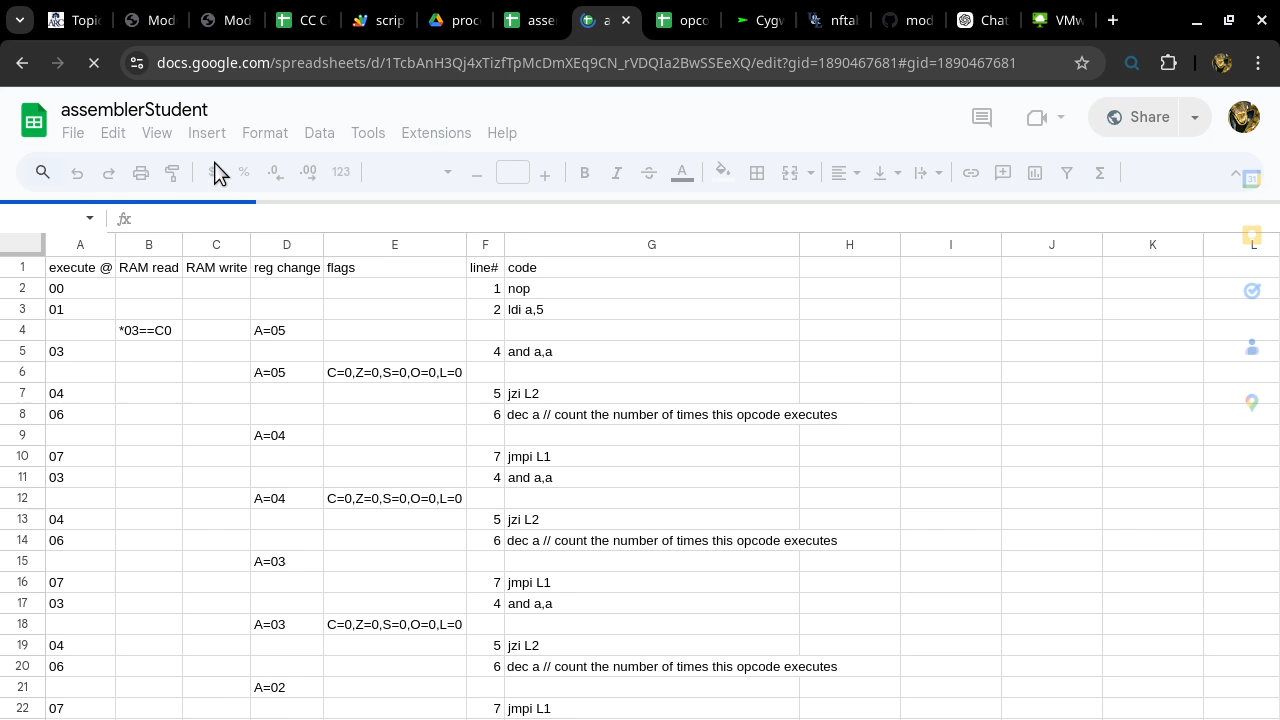 Topi
Mod
Mod
CC C
scrip
proc
asse
a
opco
Cygv
nfta
mod
Chat
VMw
docs.google.com/spreadsheets/d/1TcbAnH3Qj4xTizfTpMcDmXEq9CN_rVDQIa2BwSSEeXQ/edit?gid=1890467681#gid=1890467681
assemblerStudent
File Edit View Insert Format Data Tools Extensions Help
Share
% .0 .00 123 B I A
fx
A B C D E F G H I J K L
1 execute @ RAM read RAM write reg change flags line# code
2 00 1 nop
3 01 2 ldi a,5
4 *03==C0 A=05
5 03 4 and a,a
6 A=05 C=0,Z=0,S=0,O=0,L=0
7 04 5 jzi L2
8 06 6 dec a // count the number of times this opcode executes
9 A=04
10 07 7 jmpi L1
11 03 4 and a,a
12 A=04 C=0,Z=0,S=0,O=0,L=0
13 04 5 jzi L2
14 06 6 dec a // count the number of times this opcode executes
15 A=03
16 07 7 jmpi L1
17 03 4 and a,a
18 A=03 C=0,Z=0,S=0,O=0,L=0
19 04 5 jzi L2
20 06 6 dec a // count the number of times this opcode executes
21 A=02
22 07 7 jmpi L1